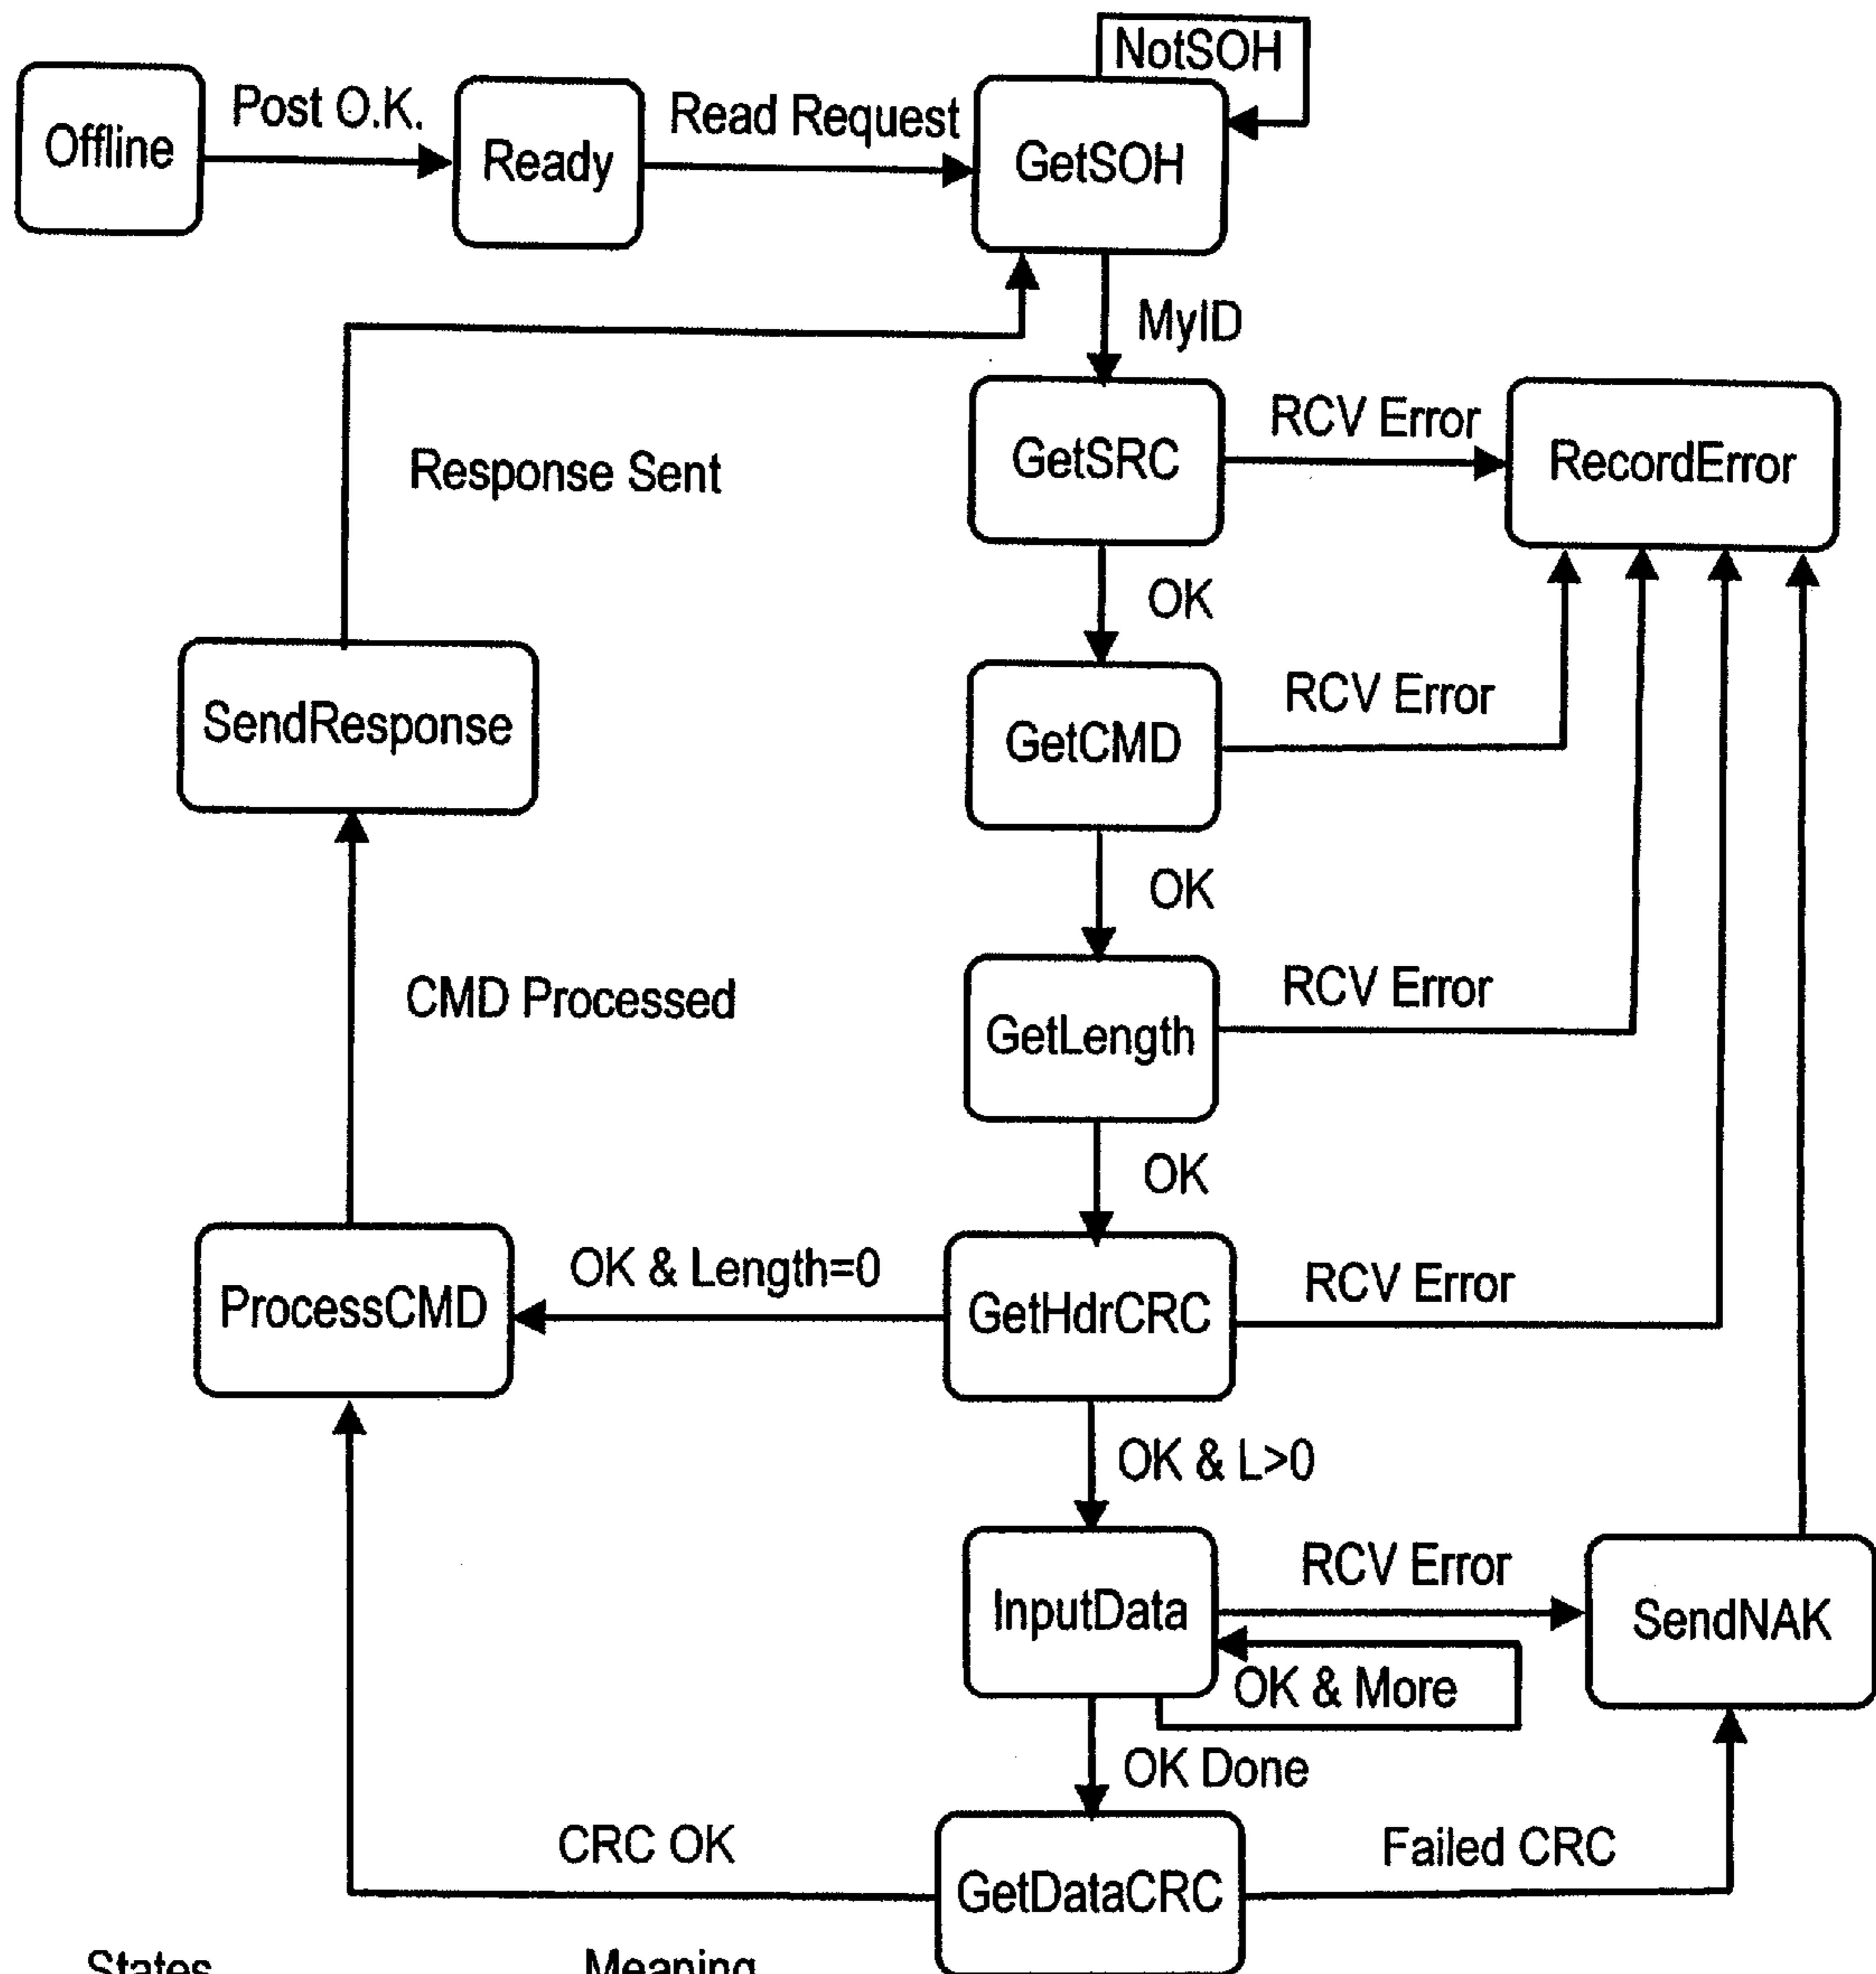 NotSOH
Offline
Post O.K.
Ready
Read Request
GetSOH
MyID
GetSRC
RCV Error
RecordError
Response Sent
OK
SendResponse
GetCMD
RCV Error
OK
CMD Processed
GetLength
RCV Error
OK
ProcessCMD
OK & Length=0
GetHdrCRC
RCV Error
OK & L>0
InputData
RCV Error
SendNAK
OK & More
OK Done
CRC OK
GetDataCRC
Failed CRC
States
Meaning